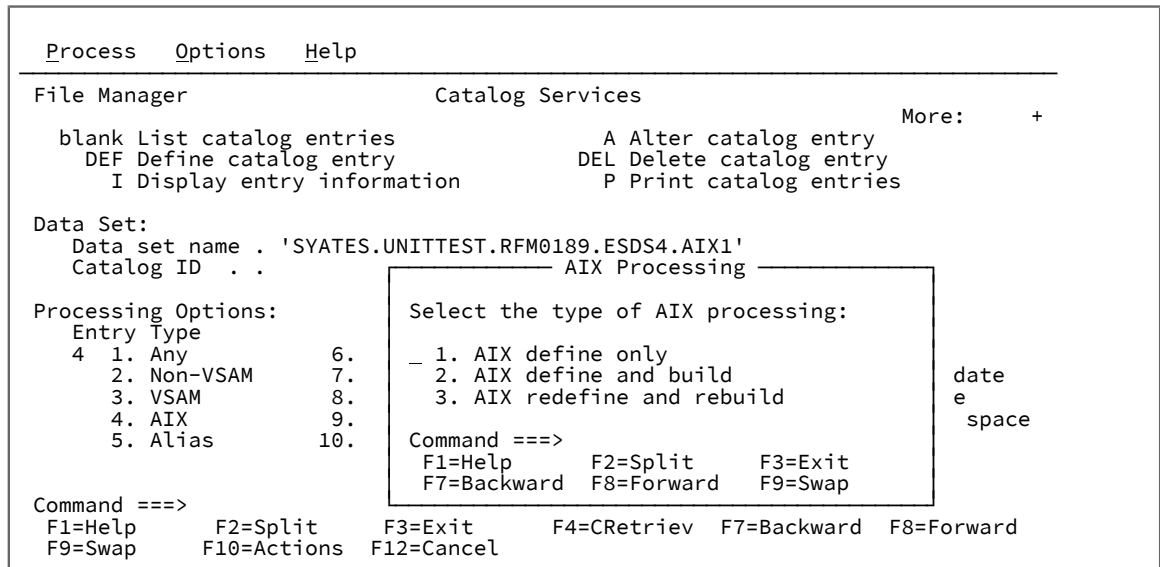 Process Options Help
File Manager Catalog Services
More: +
blank List catalog entries A Alter catalog entry
DEF Define catalog entry DEL Delete catalog entry
I Display entry information P Print catalog entries
Data Set:
Data set name . 'SYATES.UNITTEST.RFM0189.ESDS4.AIX1'
Catalog ID . . AIX Processing
Processing Options: Select the type of AIX processing:
Entry Type
4 1. Any 6. _ 1. AIX define only
2. Non-VSAM 7. 2. AIX define and build date
3. VSAM 8. 3. AIX redefine and rebuild e
4. AIX 9. space
5. Alias 10. Command ===>
F1=Help F2=Split F3=Exit
F7=Backward F8=Forward F9=Swap
Command ===>
F1=Help F2=Split F3=Exit F4=CRetriev F7=Backward F8=Forward
F9=Swap F10=Actions F12=Cancel